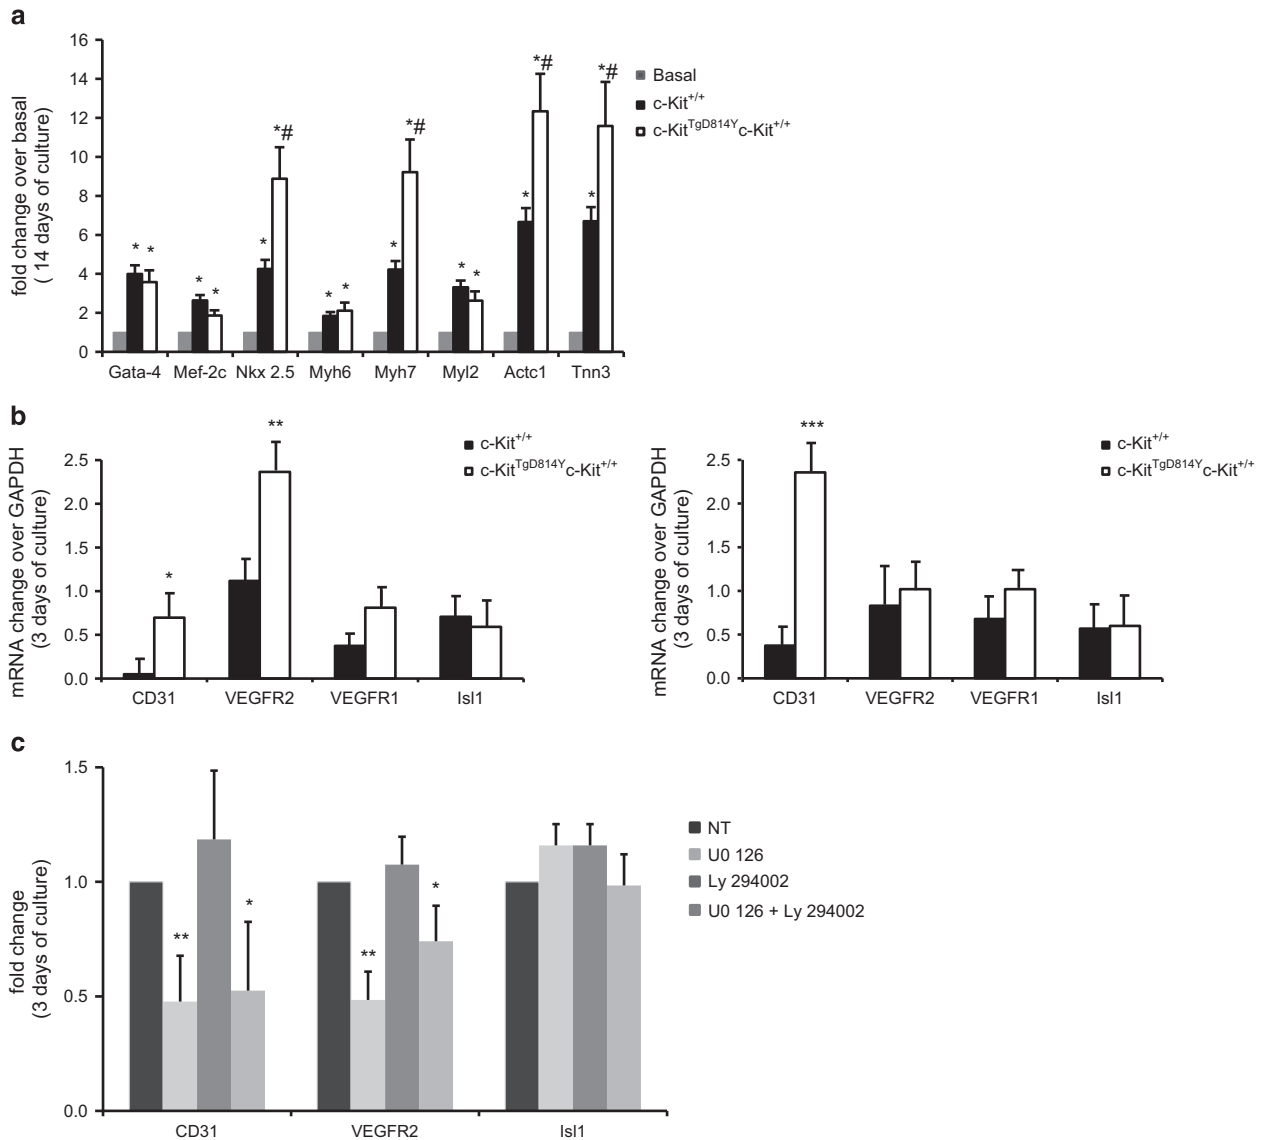 a
fold change over basal
( 14 days of culture)
16
14
12
10
8
6
4
2
0
* *
* *
* *#
* *
* *#
* *
* *#
* *#
Gata-4 Mef-2c Nkx 2.5 Myh6 Myh7 Myl2 Actc1 Tnn3
Basal
c-Kit+/+
c-KitTgD814Yc-Kit+/+
b
mRNA change over GAPDH
(3 days of culture)
2.5
2.0
1.5
1.0
0.5
0.0
*
**
CD31 VEGFR2 VEGFR1 Isl1
c-Kit+/+
c-KitTgD814Yc-Kit+/+
mRNA change over GAPDH
(3 days of culture)
2.5
2.0
1.5
1.0
0.5
0.0
***
CD31 VEGFR2 VEGFR1 Isl1
c-Kit+/+
c-KitTgD814Yc-Kit+/+
c
fold change
(3 days of culture)
1.5
1.0
0.5
0.0
** *
** *
CD31 VEGFR2 Isl1
NT
U0 126
Ly 294002
U0 126 + Ly 294002